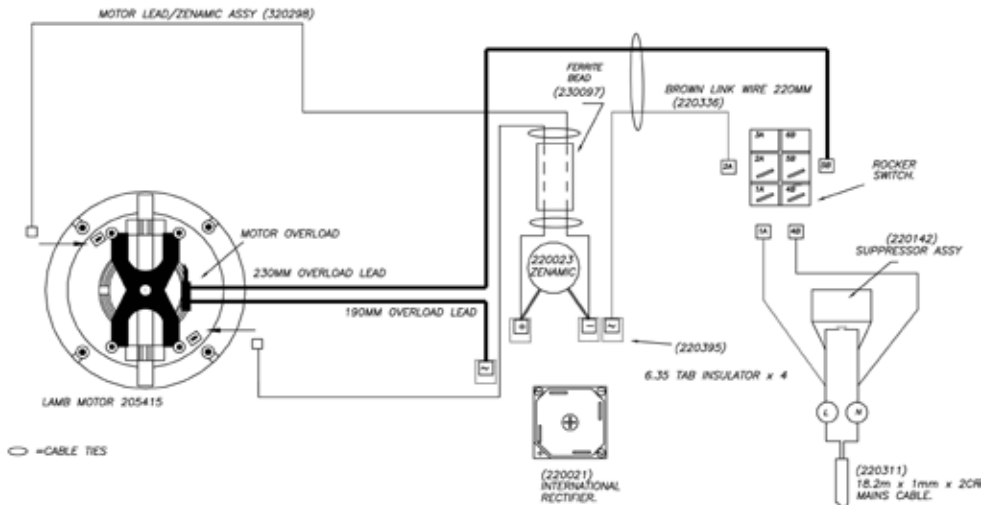 MOTOR LEAD/ZENAMIC ASSY (320298)
FERRITE
BEAD
(230097)
BROWN LINK WIRE 220MM
(220336)
3A
6B
2A
5B
1A
4B
2A
5B
ROCKER
SWITCH.
1A
4B
(220142)
SUPPRESSOR ASSY
MOTOR OVERLOAD
230MM OVERLOAD LEAD
190MM OVERLOAD LEAD
220023
ZENAMIC
+
-
~
~
(220395)
6.35 TAB INSULATOR x 4
LAMB MOTOR 205415
L
N
=CABLE TIES
(220021)
INTERNATIONAL
RECTIFIER.
(220311)
18.2m x 1mm x 2CR
MAINS CABLE.